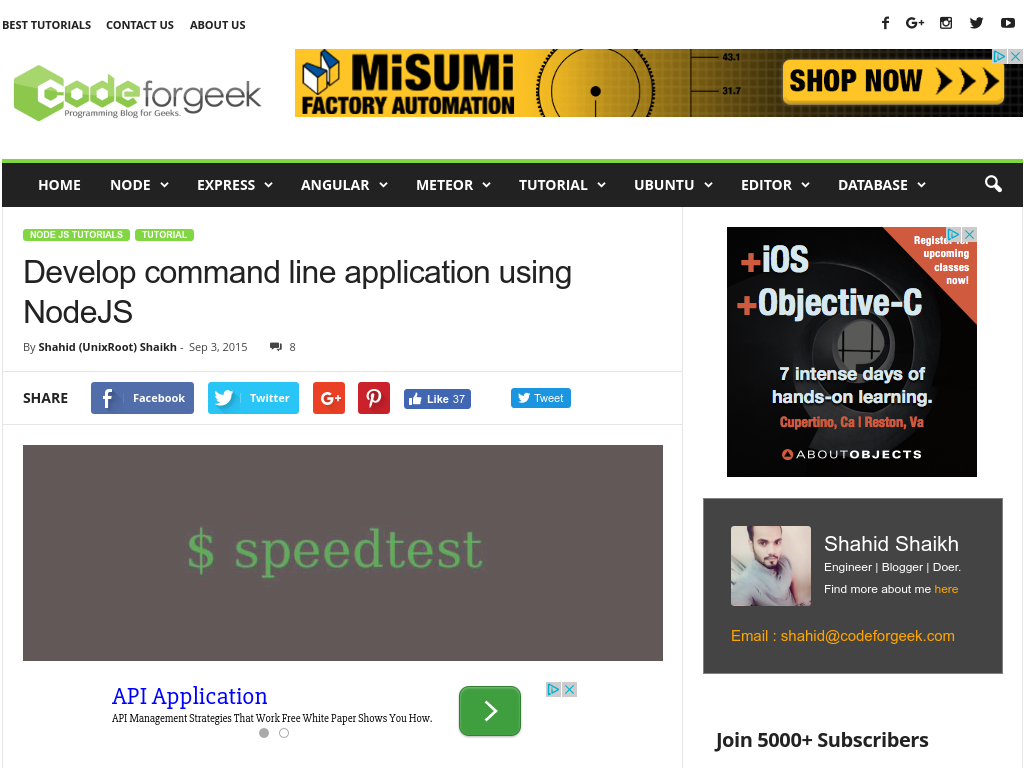 BEST TUTORIALS CONTACT US ABOUT US
Codeforgeek
Programming Blog for Geeks.
MiSUMi
FACTORY AUTOMATION
43.1
31.7
SHOP NOW
HOME NODE EXPRESS ANGULAR METEOR TUTORIAL UBUNTU EDITOR DATABASE
NODE JS TUTORIALS TUTORIAL
Develop command line application using
NodeJS
By Shahid (UnixRoot) Shaikh - Sep 3, 2015 8
SHARE Facebook Twitter G+ Like 37 Tweet
$ speedtest
API Application
API Management Strategies That Work Free White Paper Shows You How.
+iOS
+Objective-C
Register for
upcoming
classes
now!
7 intense days of
hands-on learning.
Cupertino, Ca | Reston, Va
ABOUTOBJECTS
Shahid Shaikh
Engineer | Blogger | Doer.
Find more about me here
Email : shahid@codeforgeek.com
Join 5000+ Subscribers